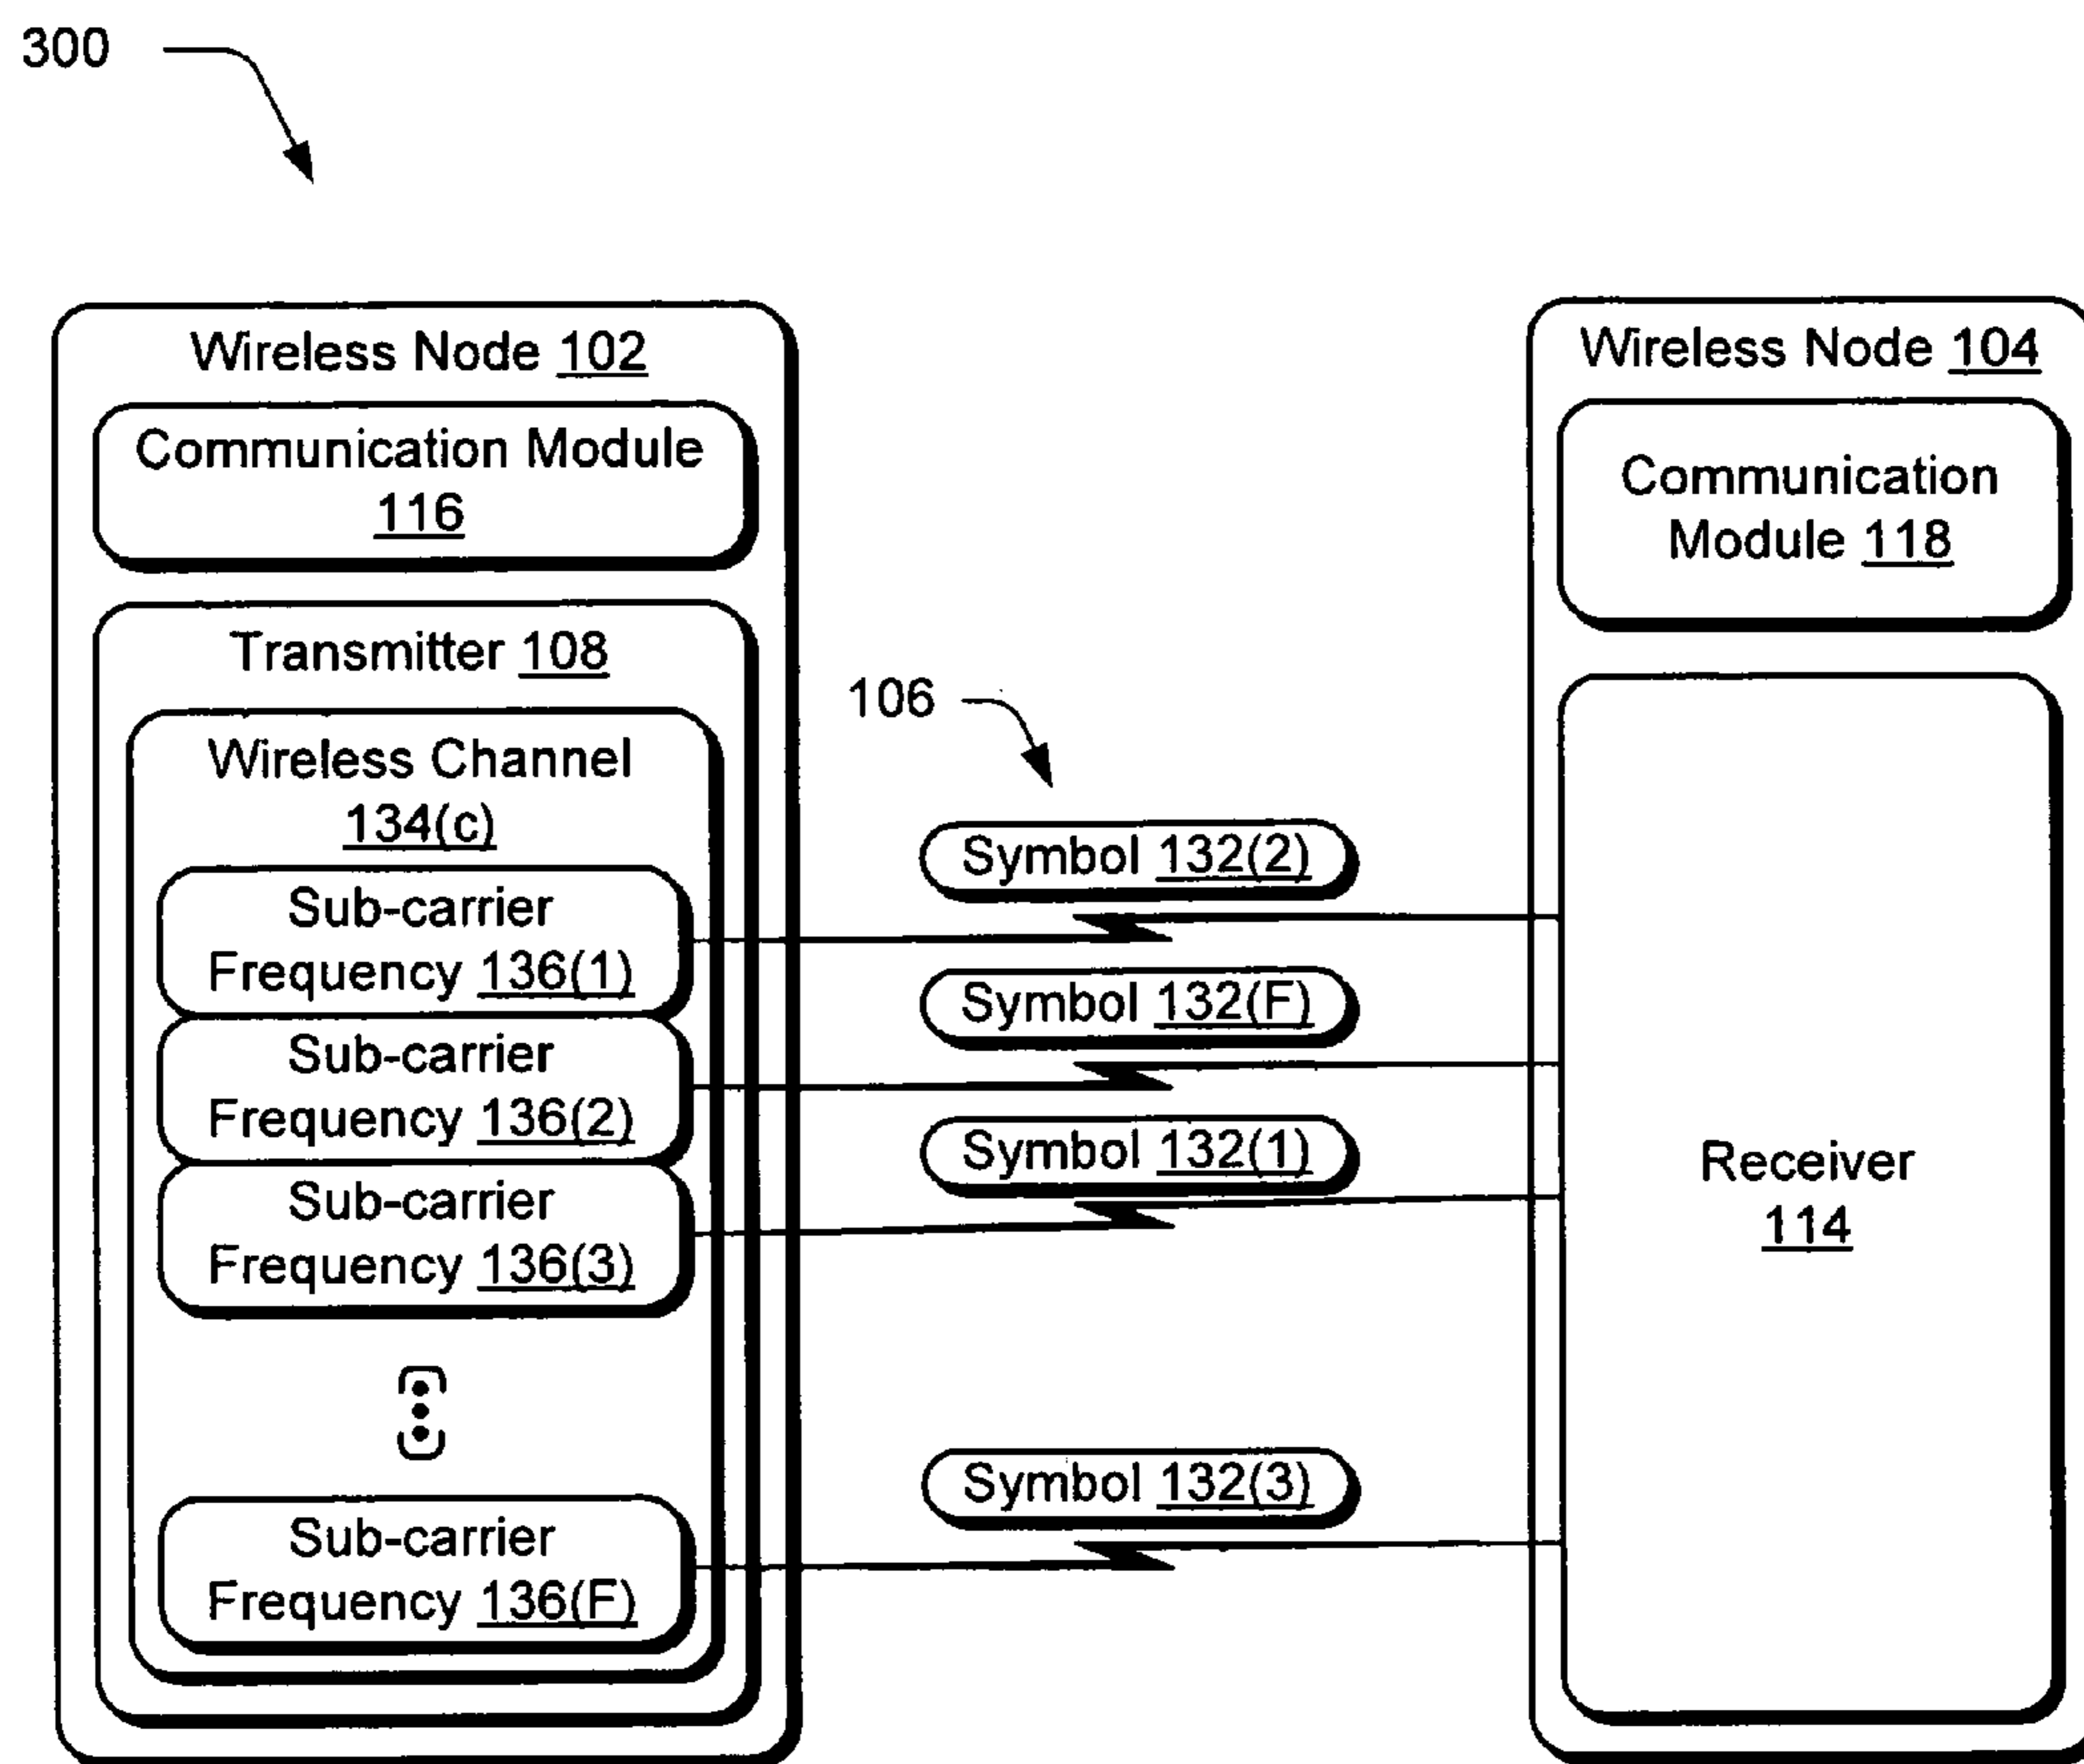 300
Wireless Node 102
Communication Module
116
Transmitter 108
Wireless Channel
134(c)
Sub-carrier
Frequency 136(1)
Sub-carrier
Frequency 136(2)
Sub-carrier
Frequency 136(3)
Sub-carrier
Frequency 136(F)
106
Symbol 132(2)
Symbol 132(F)
Symbol 132(1)
Symbol 132(3)
Wireless Node 104
Communication
Module 118
Receiver
114